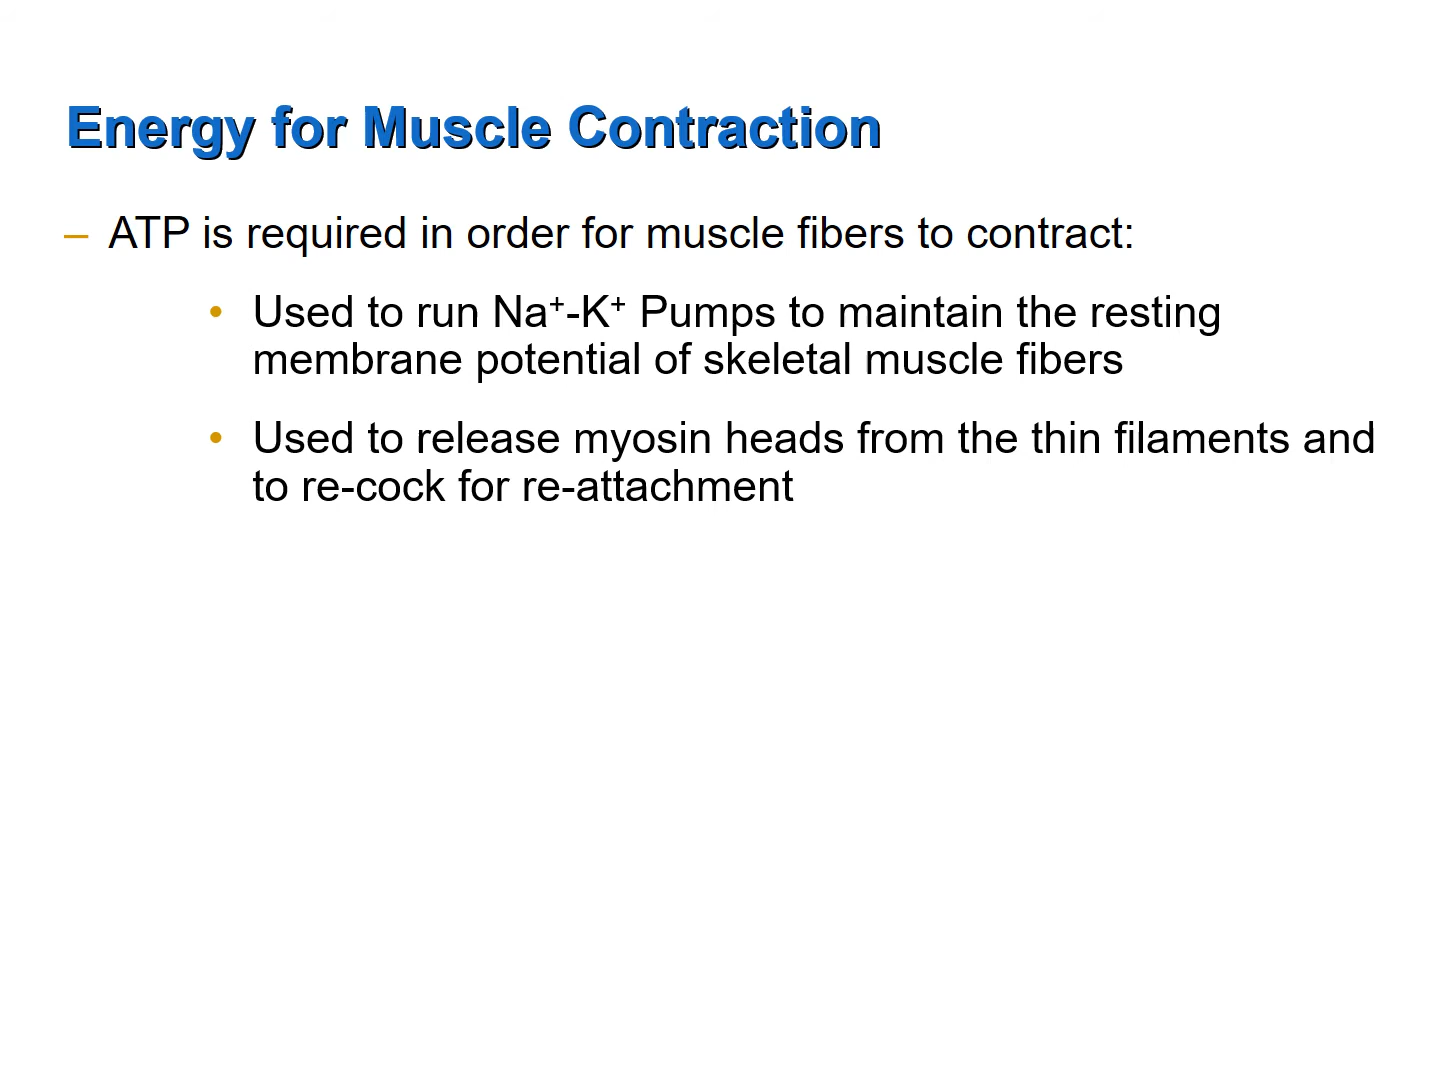 Energy for Muscle Contraction
– ATP is required in order for muscle fibers to contract:
• Used to run Na⁺-K⁺ Pumps to maintain the resting
membrane potential of skeletal muscle fibers
• Used to release myosin heads from the thin filaments and
to re-cock for re-attachment